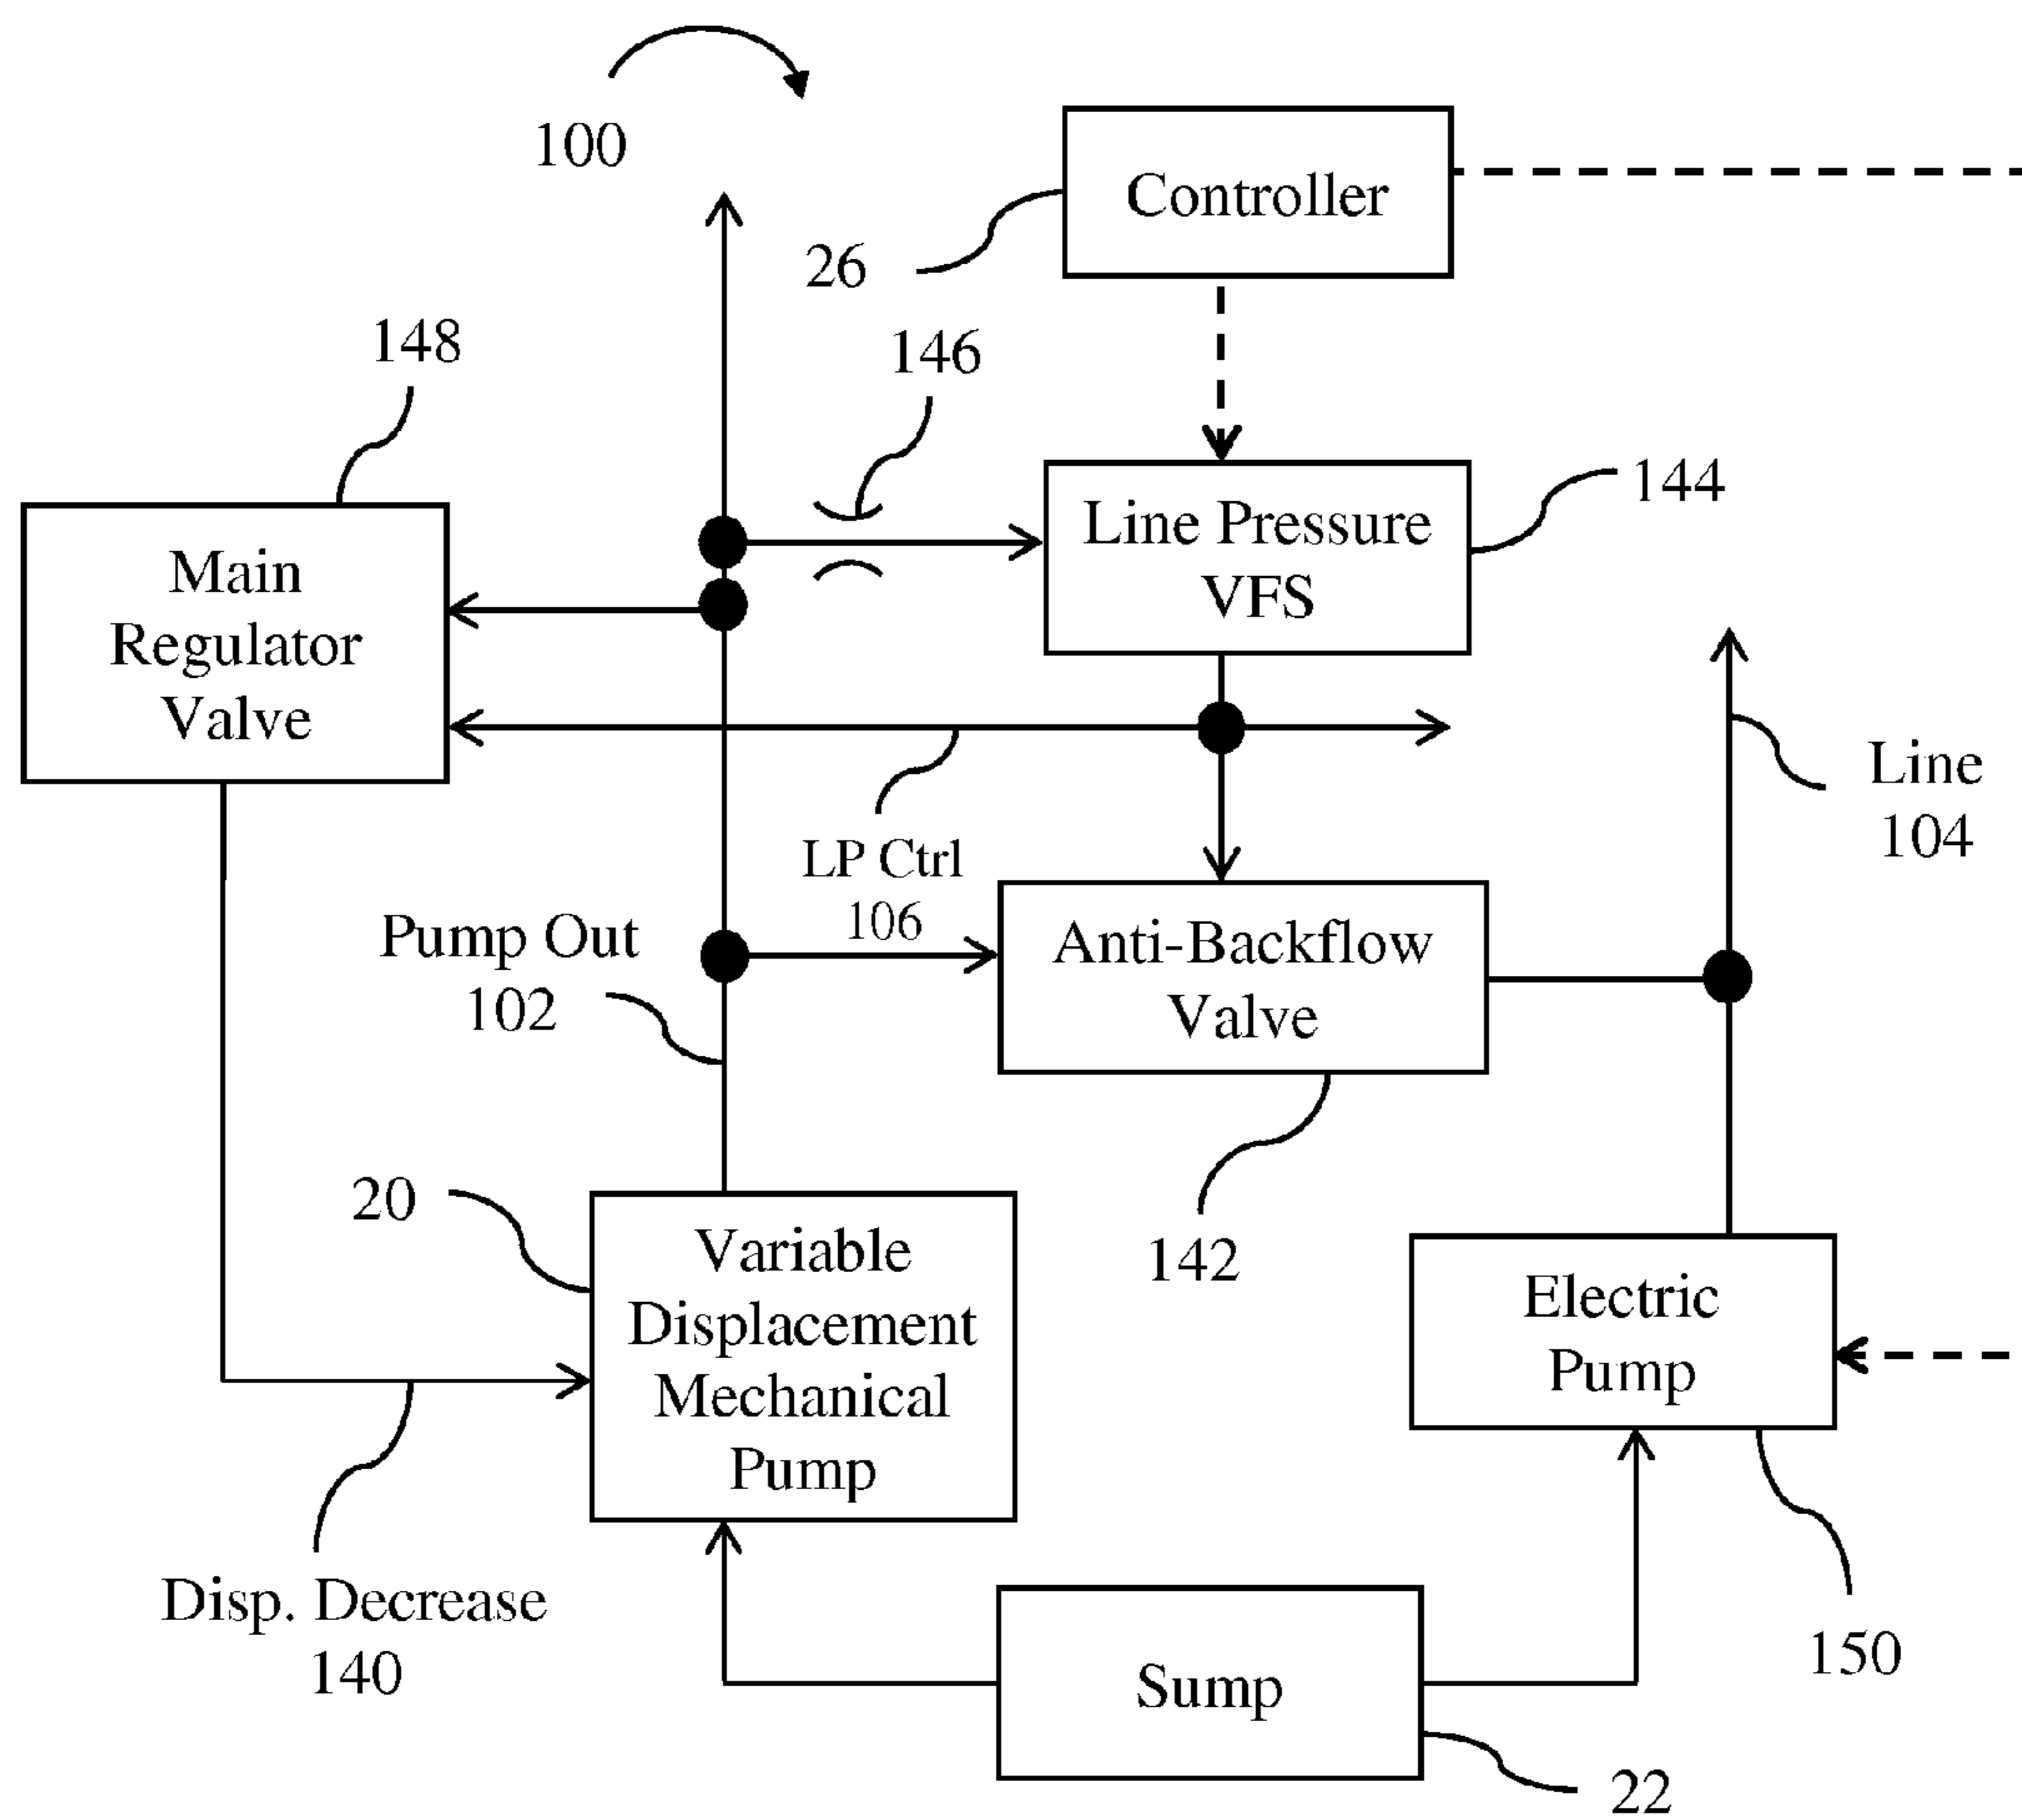 100
Controller
26
148
146
144
Line Pressure
VFS
Main
Regulator
Valve
Line
104
LP Ctrl
106
Pump Out
102
Anti-Backflow
Valve
20
142
Variable
Displacement
Mechanical
Pump
Electric
Pump
Disp. Decrease
140
Sump
150
22